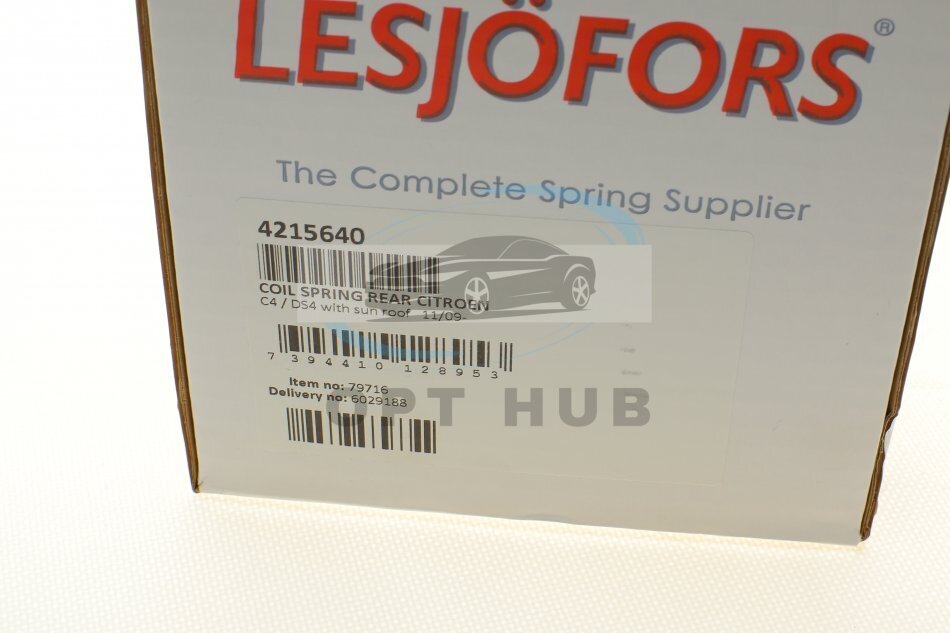 LESJÖFORS®
The Complete Spring Supplier
4215640
COIL SPRING REAR CITROEN
C4 / DS4 with sun roof 11/09-
7 394410 128953
Item no: 79716
Delivery no: 6029188
OPT HUB